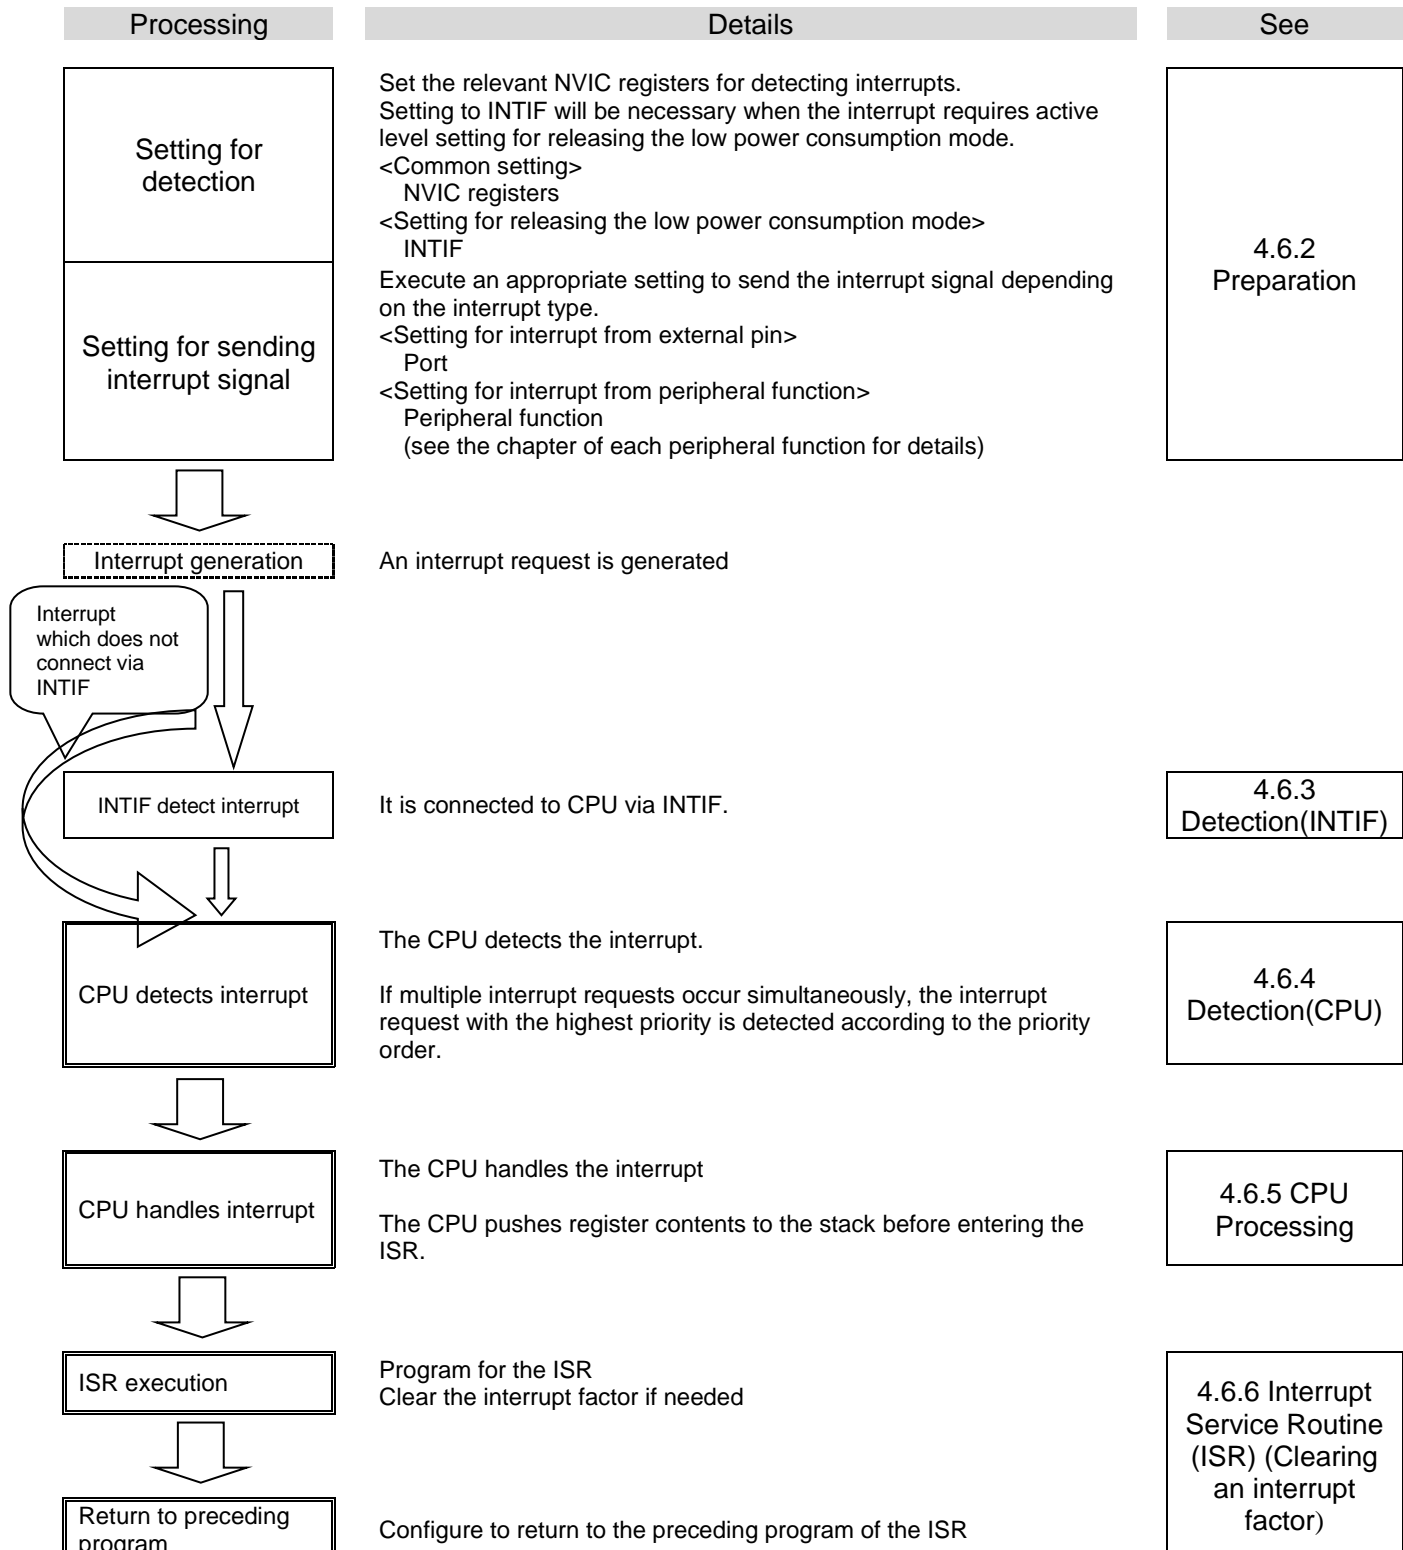 Processing
Details
See
Setting for
detection
Set the relevant NVIC registers for detecting interrupts.
Setting to INTIF will be necessary when the interrupt requires active
level setting for releasing the low power consumption mode.
<Common setting>
NVIC registers
<Setting for releasing the low power consumption mode>
INTIF
4.6.2
Preparation
Setting for sending
interrupt signal
Execute an appropriate setting to send the interrupt signal depending
on the interrupt type.
<Setting for interrupt from external pin>
Port
<Setting for interrupt from peripheral function>
Peripheral function
(see the chapter of each peripheral function for details)
Interrupt generation
An interrupt request is generated
Interrupt
which does not
connect via
INTIF
INTIF detect interrupt
It is connected to CPU via INTIF.
4.6.3
Detection(INTIF)
CPU detects interrupt
The CPU detects the interrupt.
If multiple interrupt requests occur simultaneously, the interrupt
request with the highest priority is detected according to the priority
order.
4.6.4
Detection(CPU)
CPU handles interrupt
The CPU handles the interrupt
The CPU pushes register contents to the stack before entering the
ISR.
4.6.5 CPU
Processing
ISR execution
Program for the ISR
Clear the interrupt factor if needed
4.6.6 Interrupt
Service Routine
(ISR) (Clearing
an interrupt
factor)
Return to preceding
program
Configure to return to the preceding program of the ISR